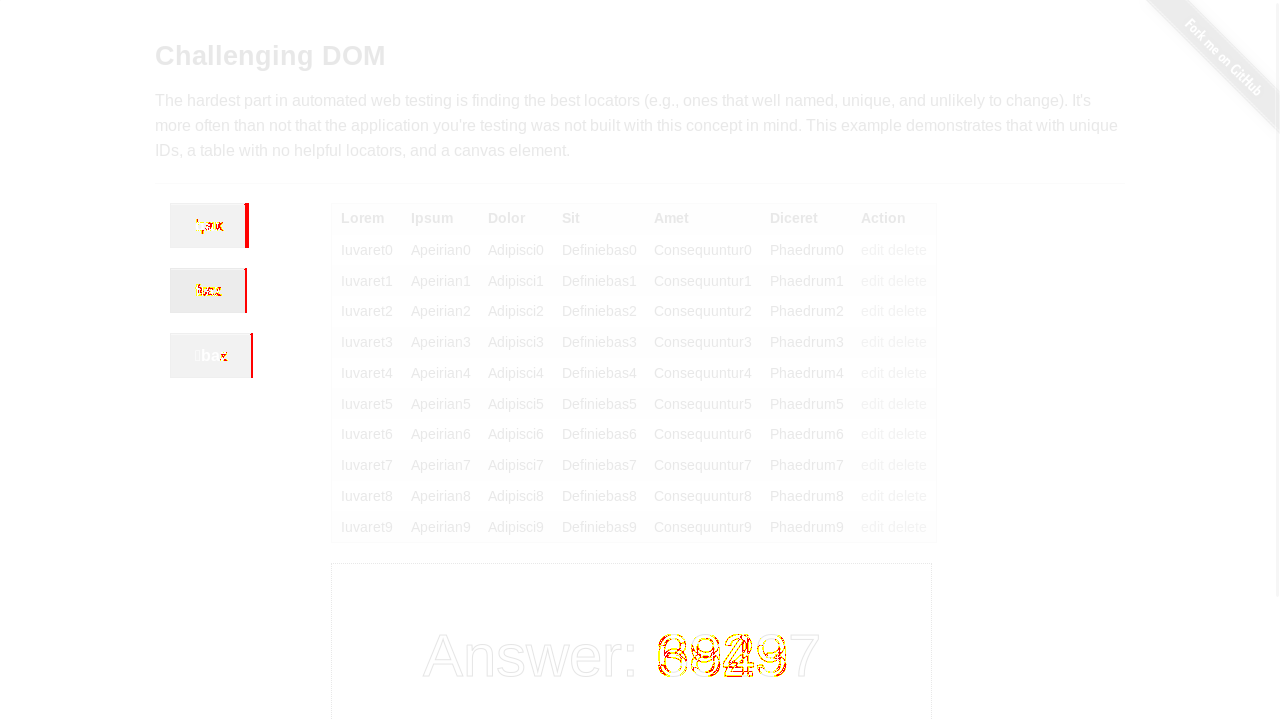 Challenging DOM
Fork me on GitHub
The hardest part in automated web testing is finding the best locators (e.g., ones that well named, unique, and unlikely to change). It's
more often than not that the application you're testing was not built with this concept in mind. This example demonstrates that with unique
IDs, a table with no helpful locators, and a canvas element.
Lorem Ipsum Dolor Sit Amet Diceret Action
Iuvaret0 Apeirian0 Adipisci0 Definiebas0 Consequuntur0 Phaedrum0 edit delete
Iuvaret1 Apeirian1 Adipisci1 Definiebas1 Consequuntur1 Phaedrum1 edit delete
Iuvaret2 Apeirian2 Adipisci2 Definiebas2 Consequuntur2 Phaedrum2 edit delete
Iuvaret3 Apeirian3 Adipisci3 Definiebas3 Consequuntur3 Phaedrum3 edit delete
Iuvaret4 Apeirian4 Adipisci4 Definiebas4 Consequuntur4 Phaedrum4 edit delete
Iuvaret5 Apeirian5 Adipisci5 Definiebas5 Consequuntur5 Phaedrum5 edit delete
Iuvaret6 Apeirian6 Adipisci6 Definiebas6 Consequuntur6 Phaedrum6 edit delete
Iuvaret7 Apeirian7 Adipisci7 Definiebas7 Consequuntur7 Phaedrum7 edit delete
Iuvaret8 Apeirian8 Adipisci8 Definiebas8 Consequuntur8 Phaedrum8 edit delete
Iuvaret9 Apeirian9 Adipisci9 Definiebas9 Consequuntur9 Phaedrum9 edit delete
Answer: